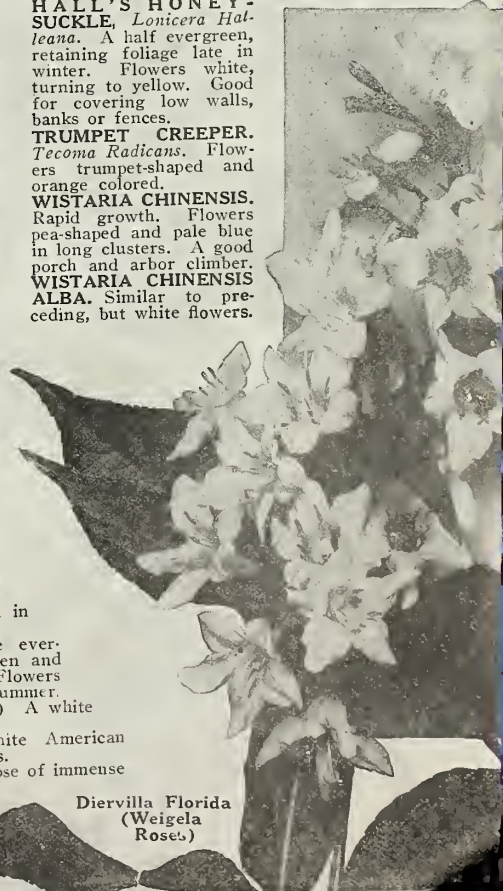 HALL'S HONEY-
SUCKLE, Lonicera Hal-
leana. A half evergreen,
retaining foliage late in
winter. Flowers white,
turning to yellow. Good
for covering low walls,
banks or fences.
TRUMPET CREEPER.
Tecoma Radicans. Flow-
ers trumpet-shaped and
orange colored.
WISTARIA CHINENSIS.
Rapid growth. Flowers
pea-shaped and pale blue
in long clusters. A good
porch and arbor climber.
WISTARIA CHINENSIS
ALBA. Similar to pre-
ceding, but white flowers.
in
ever-
en and
Flowers
ummer.
) A white
ite American
s.
ose of immense
Diervilla Florida
(Weigela
Roses)